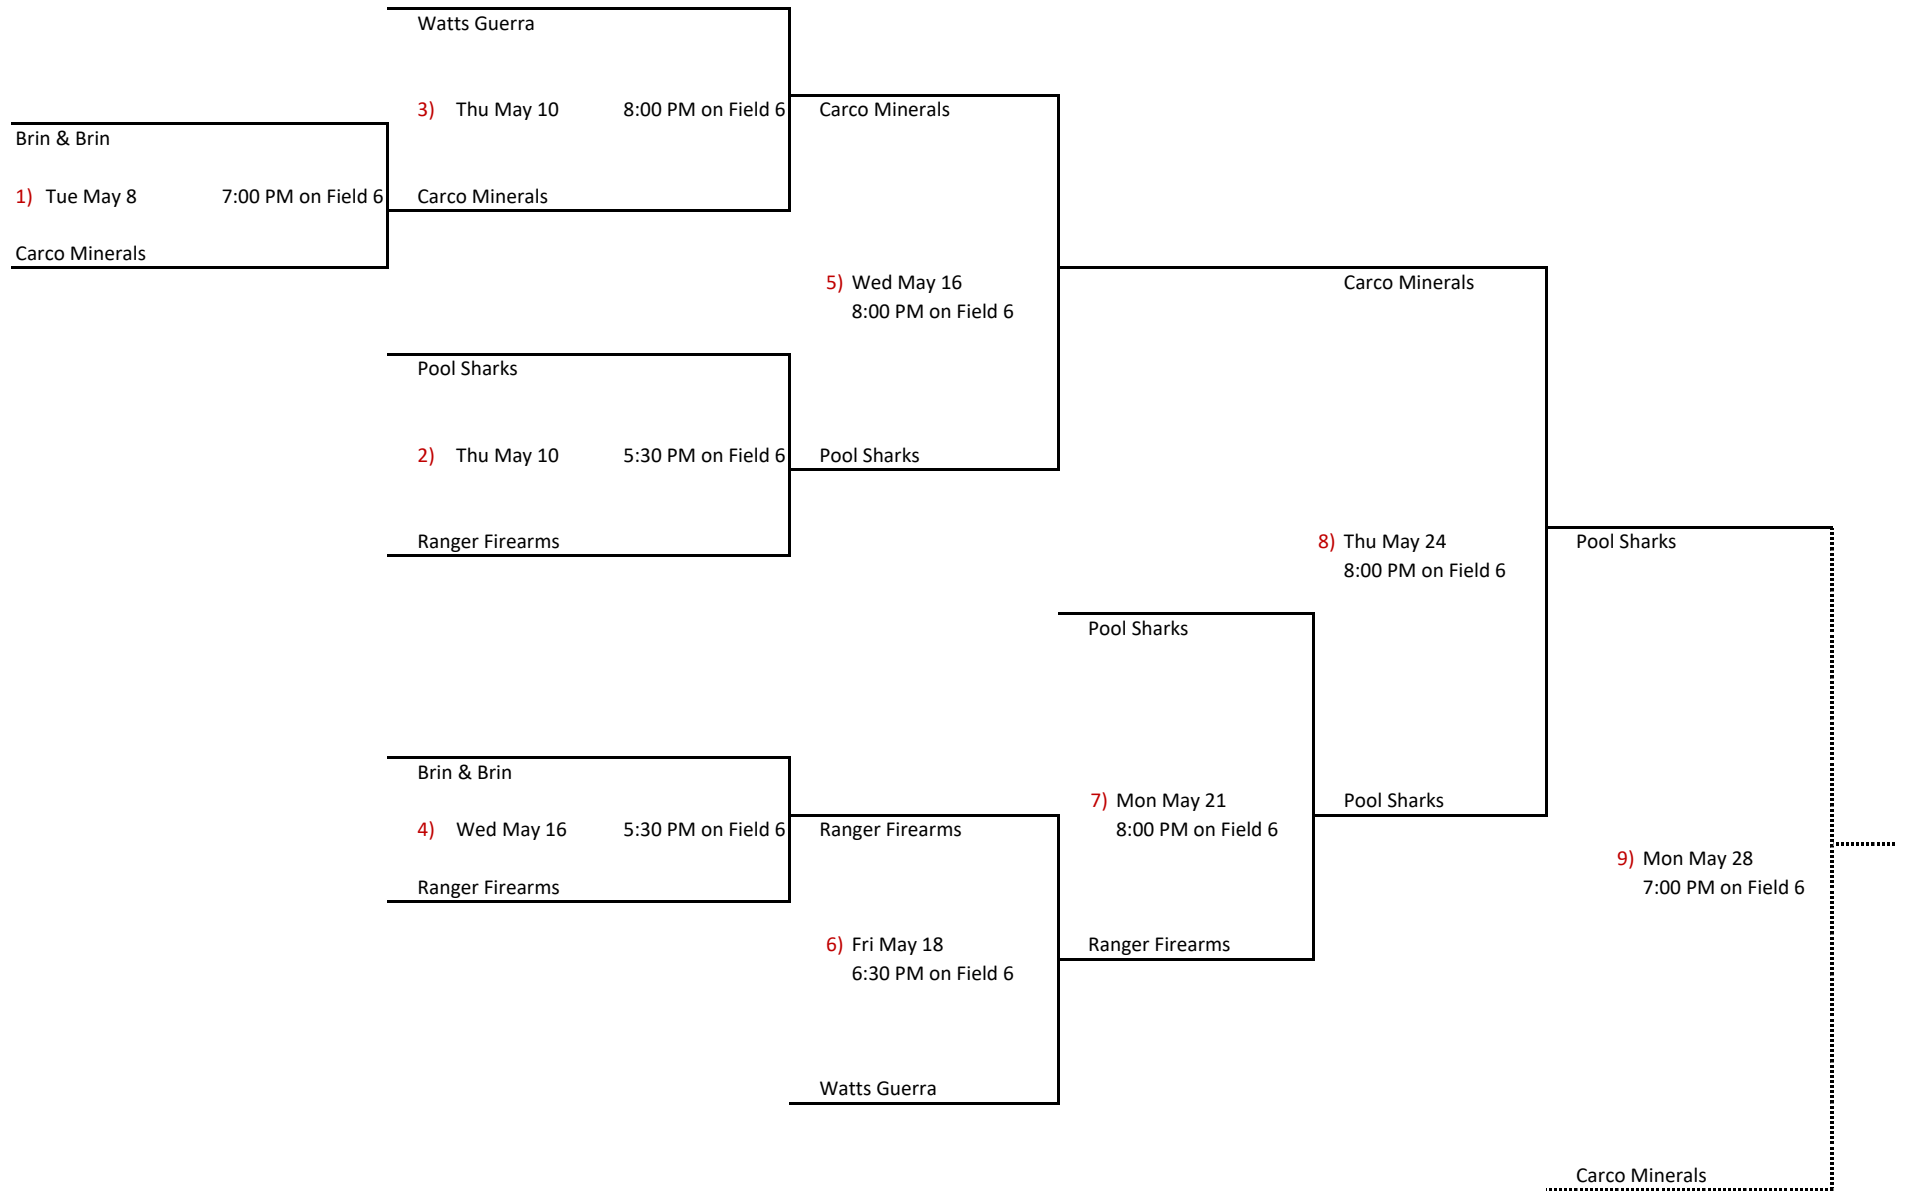 Watts Guerra
3) Thu May 10 8:00 PM on Field 6
Carco Minerals
Brin & Brin
1) Tue May 8 7:00 PM on Field 6
Carco Minerals
Carco Minerals
5) Wed May 16
8:00 PM on Field 6
Carco Minerals
Pool Sharks
2) Thu May 10 5:30 PM on Field 6
Pool Sharks
Ranger Firearms
8) Thu May 24
8:00 PM on Field 6
Pool Sharks
Pool Sharks
Brin & Brin
4) Wed May 16 5:30 PM on Field 6
Ranger Firearms
Ranger Firearms
7) Mon May 21
8:00 PM on Field 6
Pool Sharks
9) Mon May 28
7:00 PM on Field 6
6) Fri May 18
6:30 PM on Field 6
Ranger Firearms
Watts Guerra
Carco Minerals